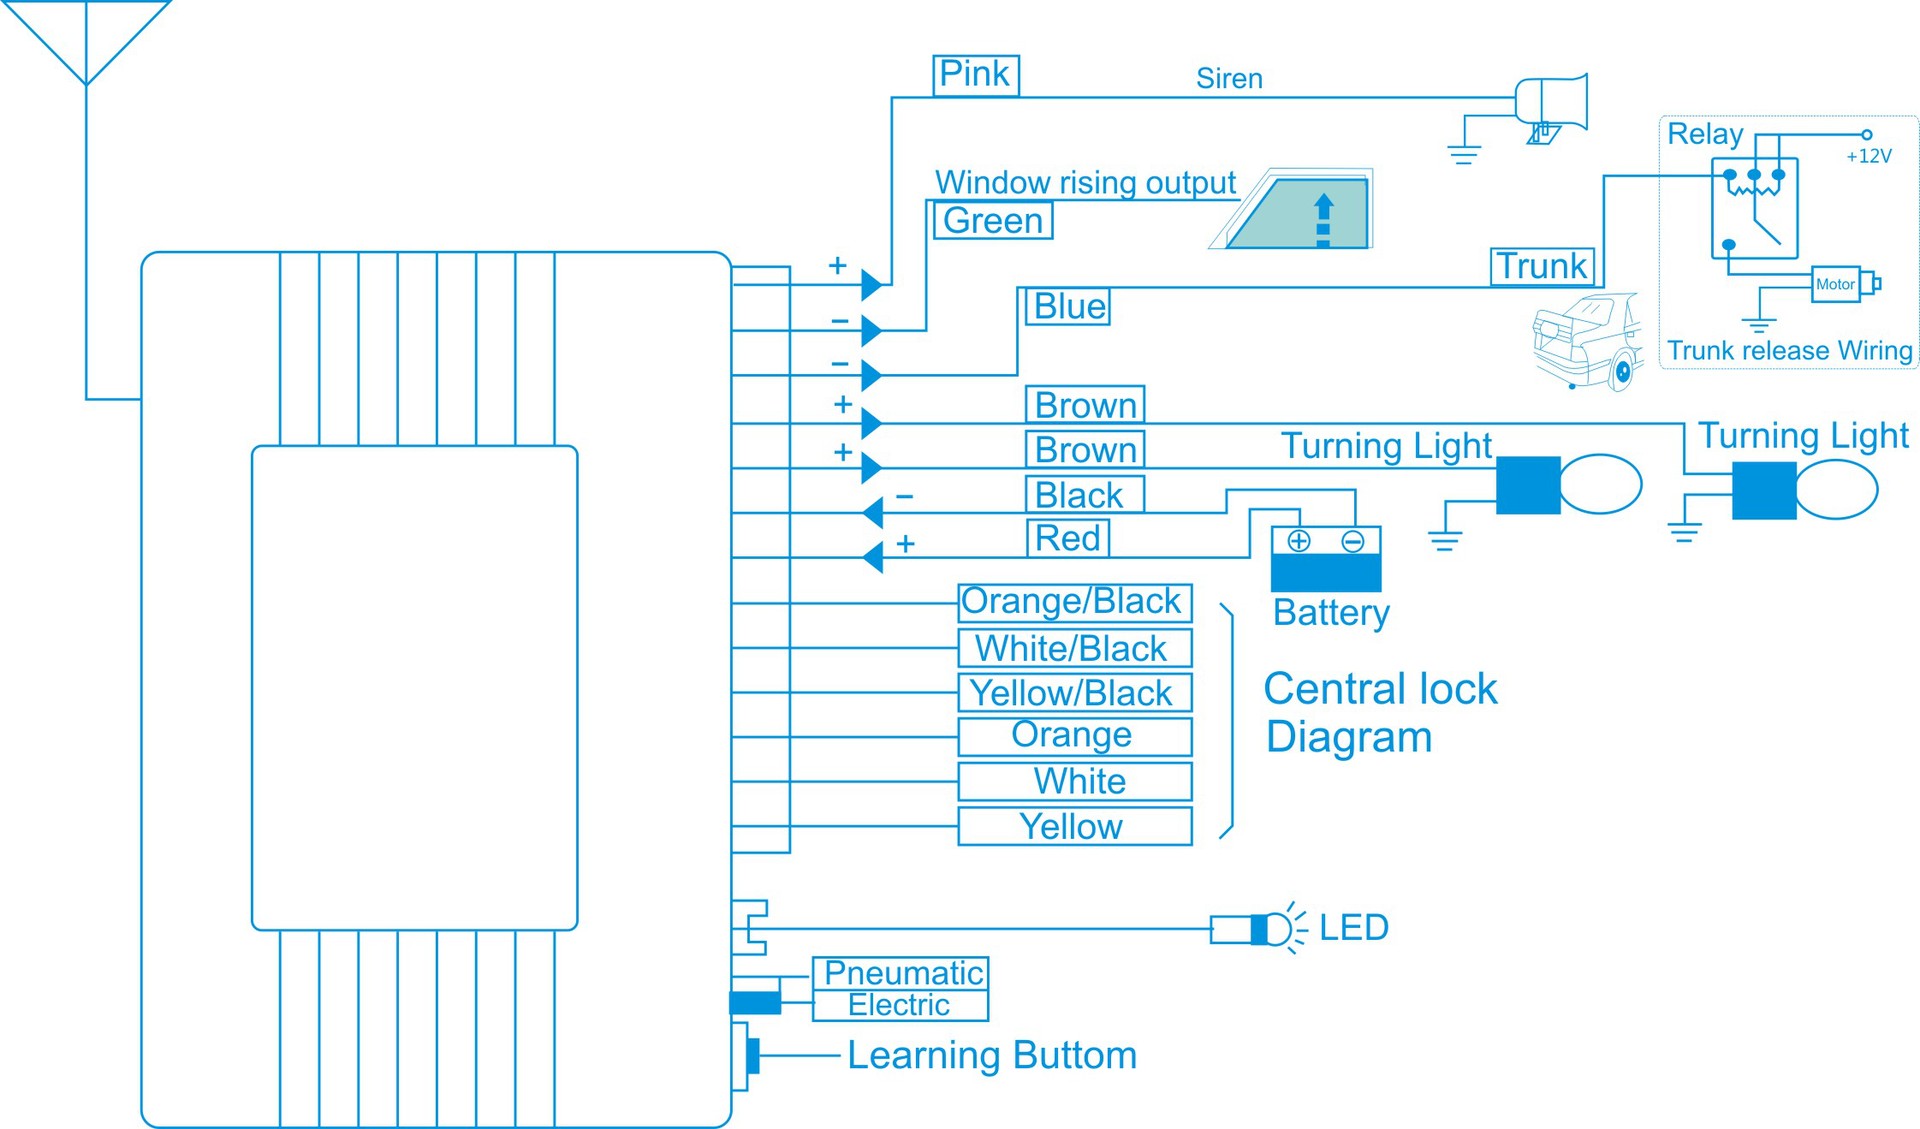 Pink
Siren
Relay
+12V
Window rising output
Green
+
Trunk
Motor
−
Blue
Trunk release Wiring
−
+
Brown
Turning Light
+
Brown
Turning Light
−
Black
+
Red
+ −
Battery
Orange/Black
White/Black
Yellow/Black
Orange
White
Yellow
Central lock
Diagram
LED
Pneumatic
Electric
Learning Buttom